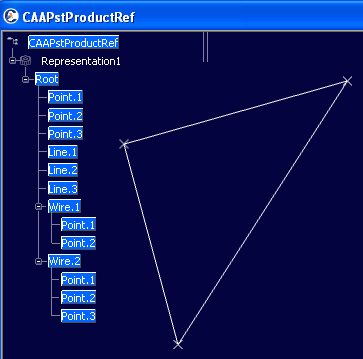 CAAPstProductRef
CAAPstProductRef
Representation1
Root
Point.1
Point.2
Point.3
Line.1
Line.2
Line.3
Wire.1
Point.1
Point.2
Wire.2
Point.1
Point.2
Point.3